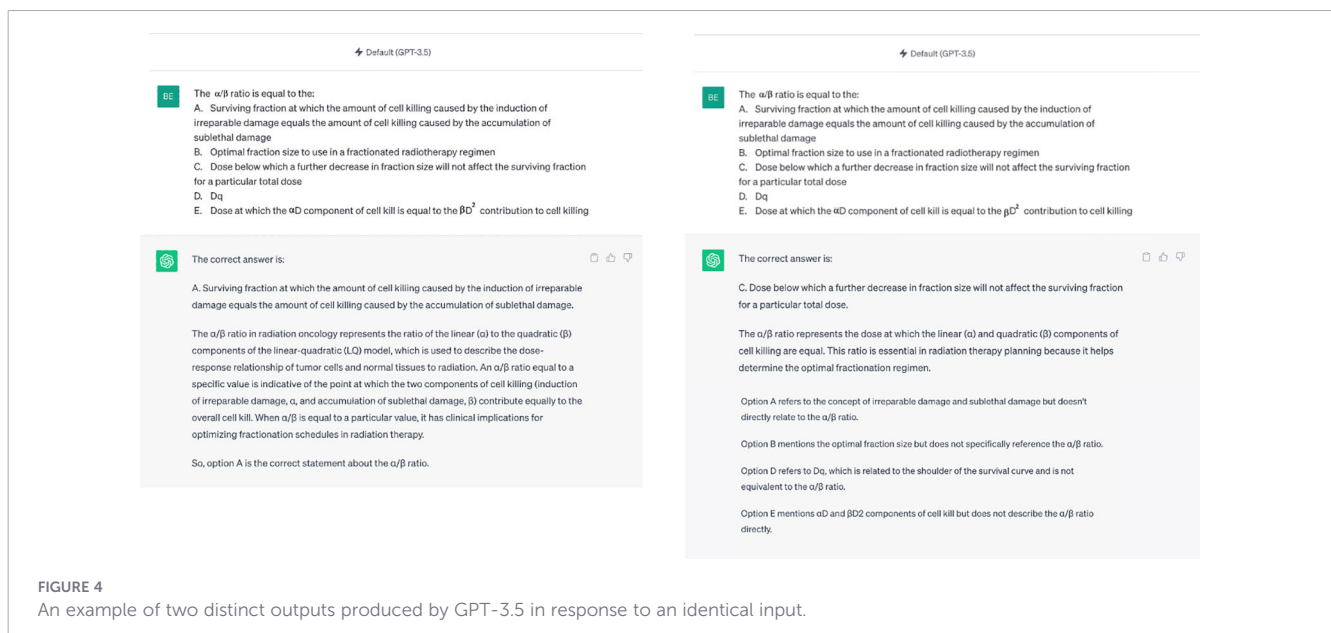 Default (GPT-3.5)
BE
The α/β ratio is equal to the:
A. Surviving fraction at which the amount of cell killing caused by the induction of
irreparable damage equals the amount of cell killing caused by the accumulation of
sublethal damage
B. Optimal fraction size to use in a fractionated radiotherapy regimen
C. Dose below which a further decrease in fraction size will not affect the surviving fraction
for a particular total dose
D. Dq
E. Dose at which the αD component of cell kill is equal to the βD² contribution to cell killing
The correct answer is:
A. Surviving fraction at which the amount of cell killing caused by the induction of irreparable
damage equals the amount of cell killing caused by the accumulation of sublethal damage.
The α/β ratio in radiation oncology represents the ratio of the linear (α) to the quadratic (β)
components of the linear-quadratic (LQ) model, which is used to describe the dose-
response relationship of tumor cells and normal tissues to radiation. An α/β ratio equal to a
specific value is indicative of the point at which the two components of cell killing (induction
of irreparable damage, α, and accumulation of sublethal damage, β) contribute equally to the
overall cell kill. When α/β is equal to a particular value, it has clinical implications for
optimizing fractionation schedules in radiation therapy.
So, option A is the correct statement about the α/β ratio.
Default (GPT-3.5)
BE
The α/β ratio is equal to the:
A. Surviving fraction at which the amount of cell killing caused by the induction of
irreparable damage equals the amount of cell killing caused by the accumulation of
sublethal damage
B. Optimal fraction size to use in a fractionated radiotherapy regimen
C. Dose below which a further decrease in fraction size will not affect the surviving fraction
for a particular total dose
D. Dq
E. Dose at which the αD component of cell kill is equal to the βD² contribution to cell killing
The correct answer is:
C. Dose below which a further decrease in fraction size will not affect the surviving fraction
for a particular total dose.
The α/β ratio represents the dose at which the linear (α) and quadratic (β) components of
cell killing are equal. This ratio is essential in radiation therapy planning because it helps
determine the optimal fractionation regimen.
Option A refers to the concept of irreparable damage and sublethal damage but doesn't
directly relate to the α/β ratio.
Option B mentions the optimal fraction size but does not specifically reference the α/β ratio.
Option D refers to Dq, which is related to the shoulder of the survival curve and is not
equivalent to the α/β ratio.
Option E mentions αD and βD2 components of cell kill but does not describe the α/β ratio
directly.
FIGURE 4
An example of two distinct outputs produced by GPT-3.5 in response to an identical input.